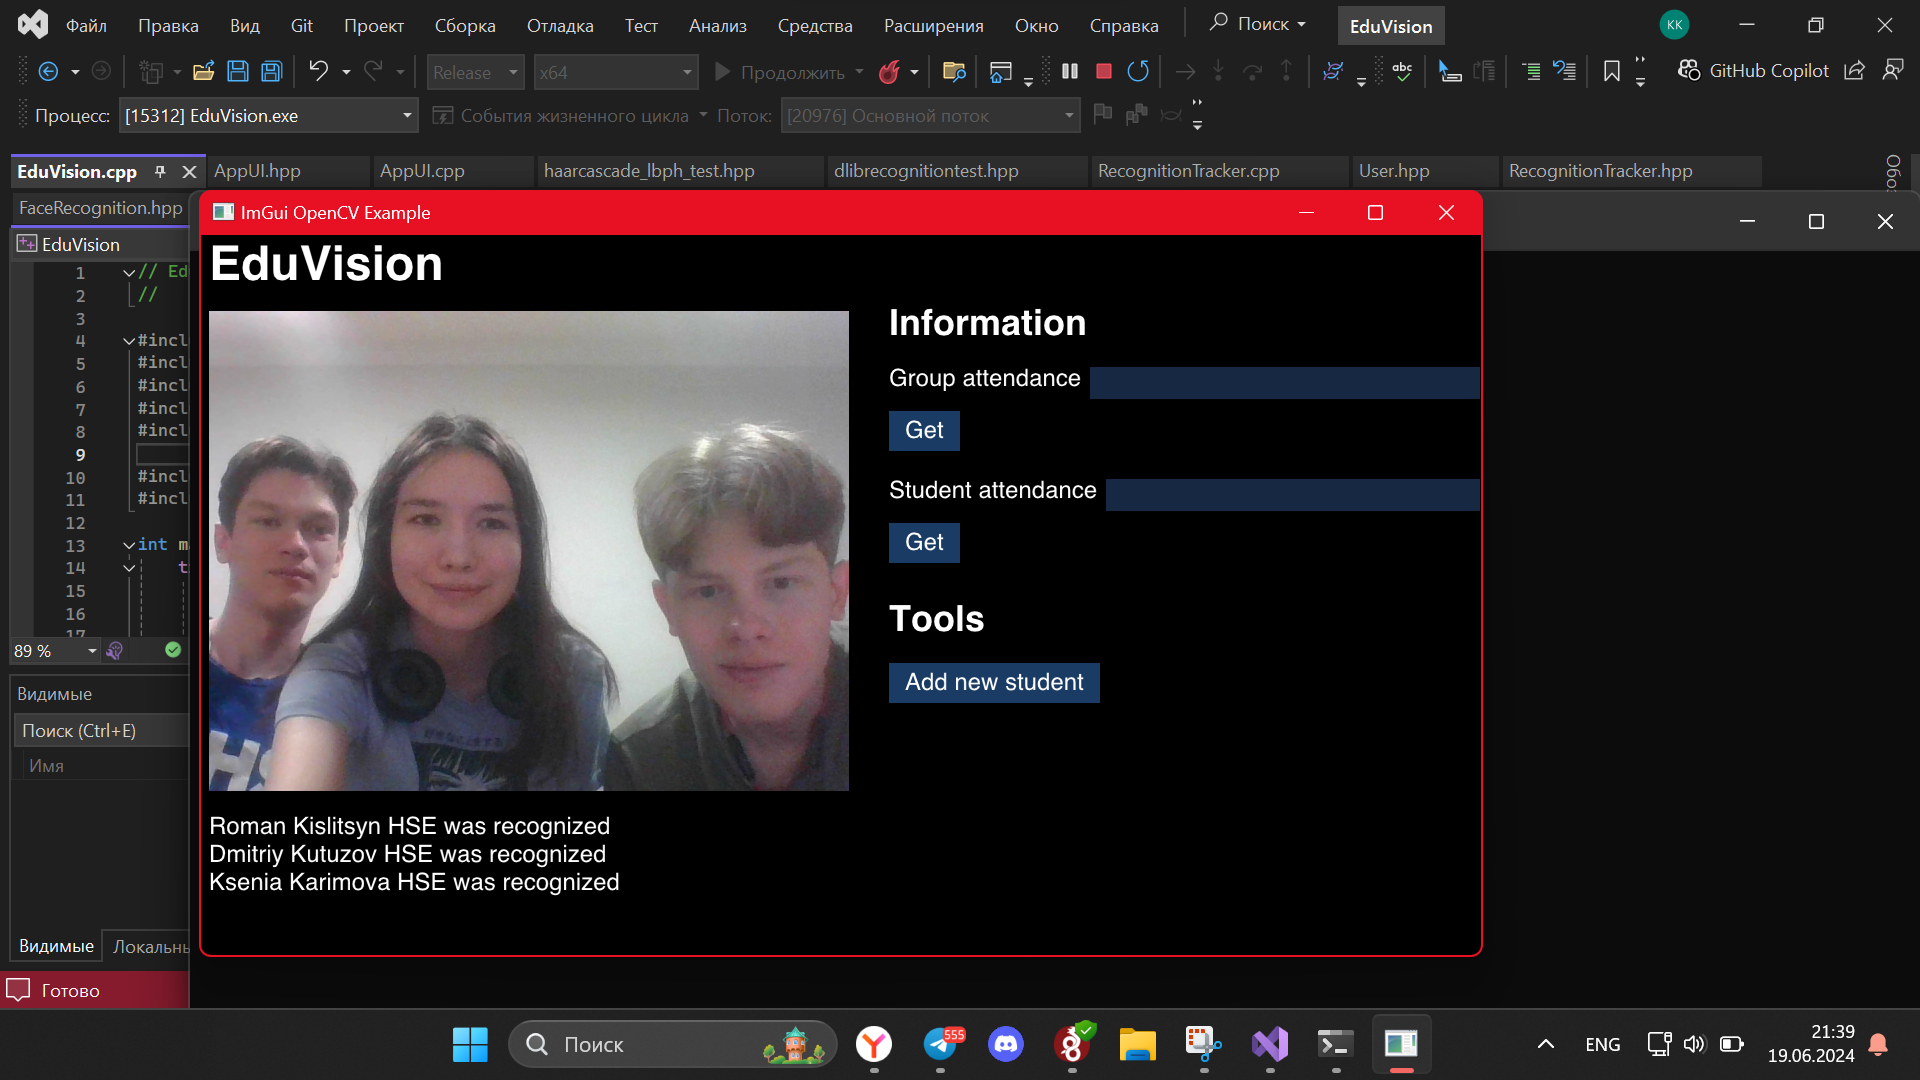 Файл Правка Вид Git Проект Сборка Отладка Тест Анализ Средства Расширения Окно Справка Поиск EduVision KK
Release x64 Продолжить abc GitHub Copilot
Процесс: [15312] EduVision.exe События жизненного цикла Поток: [20976] Основной поток
EduVision.cpp AppUI.hpp AppUI.cpp haarcascade_lbph_test.hpp dlibrecognitiontest.hpp RecognitionTracker.cpp User.hpp RecognitionTracker.hpp
FaceRecognition.hpp
ImGui OpenCV Example
EduVision
1 // Ed
2 //
3
4 #incl
5 #incl
6 #incl
7 #incl
8 #incl
9
10 #incl
11 #incl
12
13 int m
14 t
15
16
17
89 %
Видимые
Поиск (Ctrl+E)
Имя
Видимые Локальн
Готово
EduVision
Information
Group attendance
Get
Student attendance
Get
Tools
Add new student
Roman Kislitsyn HSE was recognized
Dmitriy Kutuzov HSE was recognized
Ksenia Karimova HSE was recognized
Поиск
555
ENG
21:39
19.06.2024